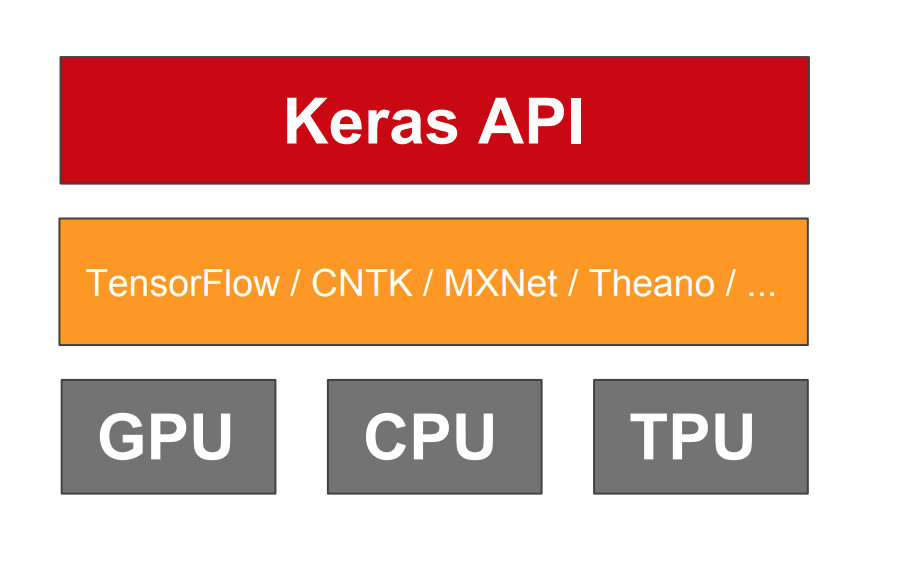 Keras API
TensorFlow / CNTK / MXNet / Theano / ...
GPU CPU TPU